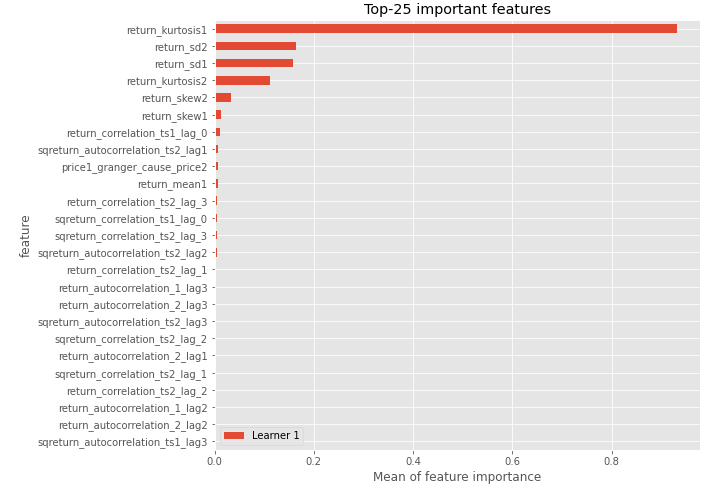 Top-25 important features
return_kurtosis1
return_sd2
return_sd1
return_kurtosis2
return_skew2
return_skew1
return_correlation_ts1_lag_0
sqreturn_autocorrelation_ts2_lag1
price1_granger_cause_price2
return_mean1
return_correlation_ts2_lag_3
sqreturn_correlation_ts1_lag_0
sqreturn_correlation_ts2_lag_3
sqreturn_autocorrelation_ts2_lag2
return_correlation_ts2_lag_1
return_autocorrelation_1_lag3
return_autocorrelation_2_lag3
sqreturn_autocorrelation_ts2_lag3
sqreturn_correlation_ts2_lag_2
return_autocorrelation_2_lag1
sqreturn_correlation_ts2_lag_1
return_correlation_ts2_lag_2
return_autocorrelation_1_lag2
return_autocorrelation_2_lag2
sqreturn_autocorrelation_ts1_lag3
feature
Learner 1
0.0 0.2 0.4 0.6 0.8
Mean of feature importance